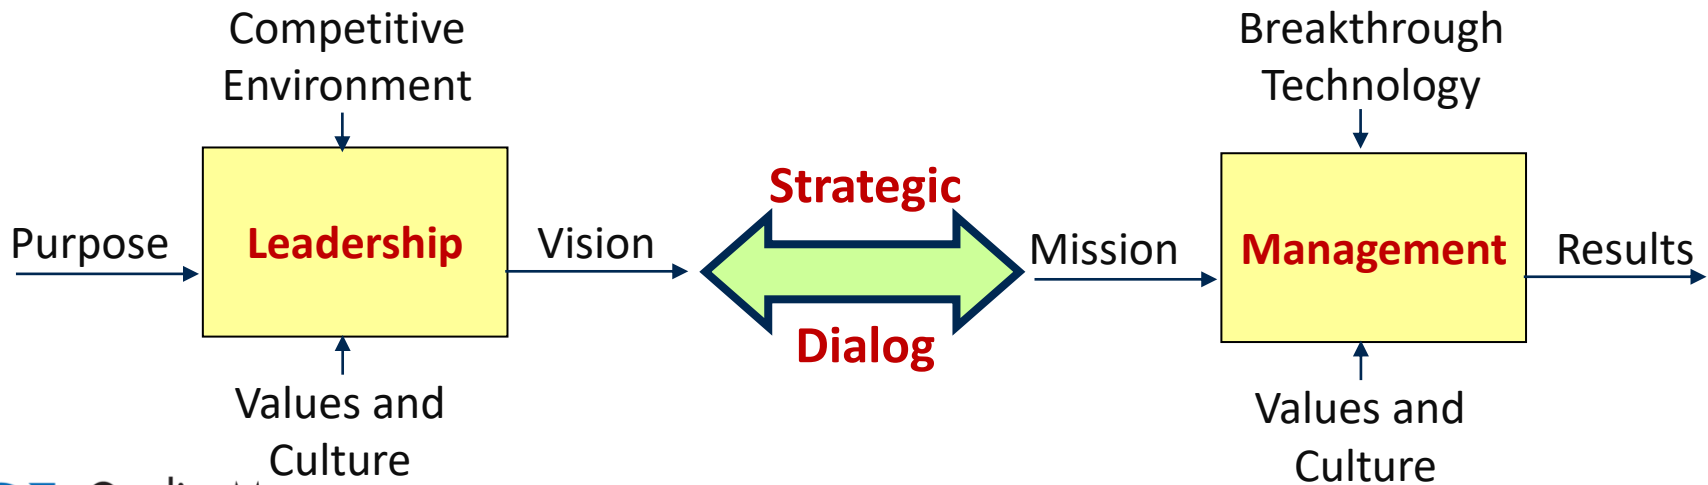 Competitive
Environment
Breakthrough
Technology
Purpose
Leadership
Vision
Strategic
Dialog
Mission
Management
Results
Values and
Culture
Values and
Culture